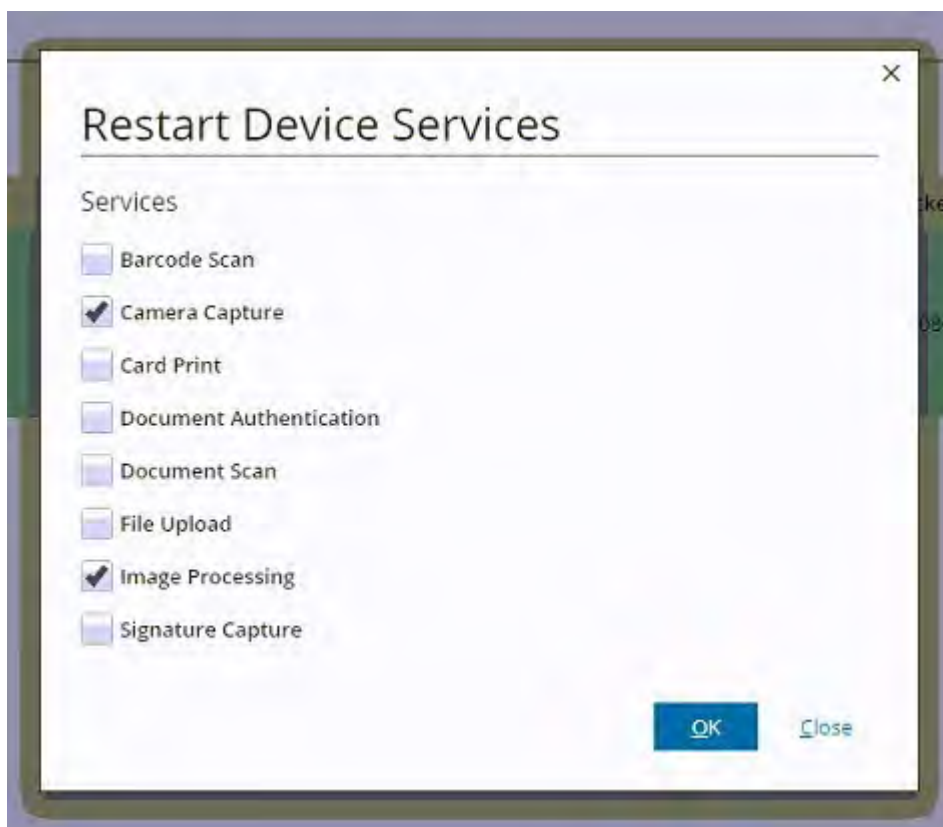 Restart Device Services
Services
Barcode Scan
Camera Capture
Card Print
Document Authentication
Document Scan
File Upload
Image Processing
Signature Capture
OK
Close